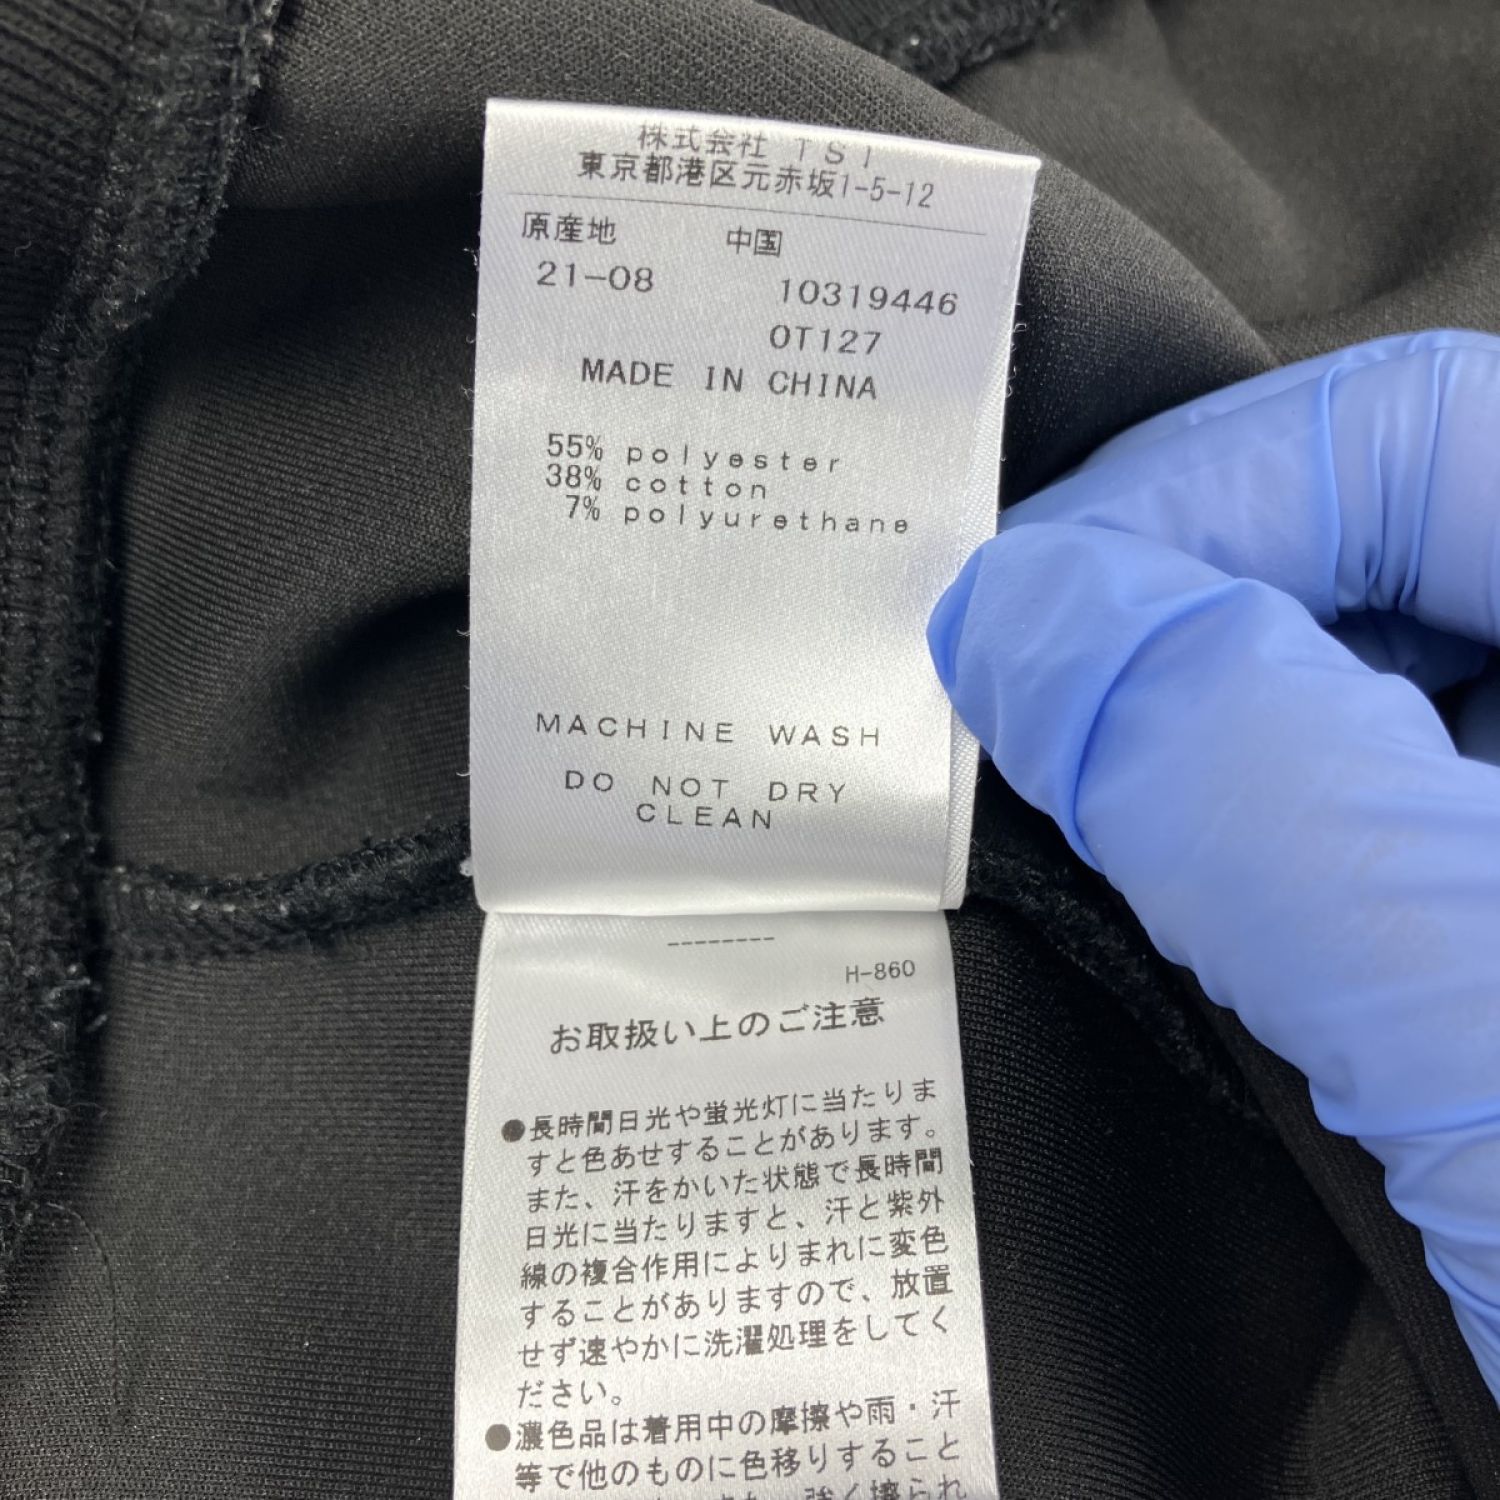 株式会社 TSI
東京都港区元赤坂1-5-12
原産地 中国
21-08 10319446
0T127
MADE IN CHINA
55% polyester
38% cotton
7% polyurethane
MACHINE WASH
DO NOT DRY
CLEAN
--------
H-860
お取扱い上のご注意
●長時間日光や蛍光灯に当たりま
すと色あせすることがあります。
また、汗をかいた状態で長時間
日光に当たりますと、汗と紫外
線の複合作用によりまれに変色
することがありますので、放置
せず速やかに洗濯処理をしてく
ださい。
●濃色品は着用中の摩擦や雨・汗
等で他のものに色移りすること
強く擦られ